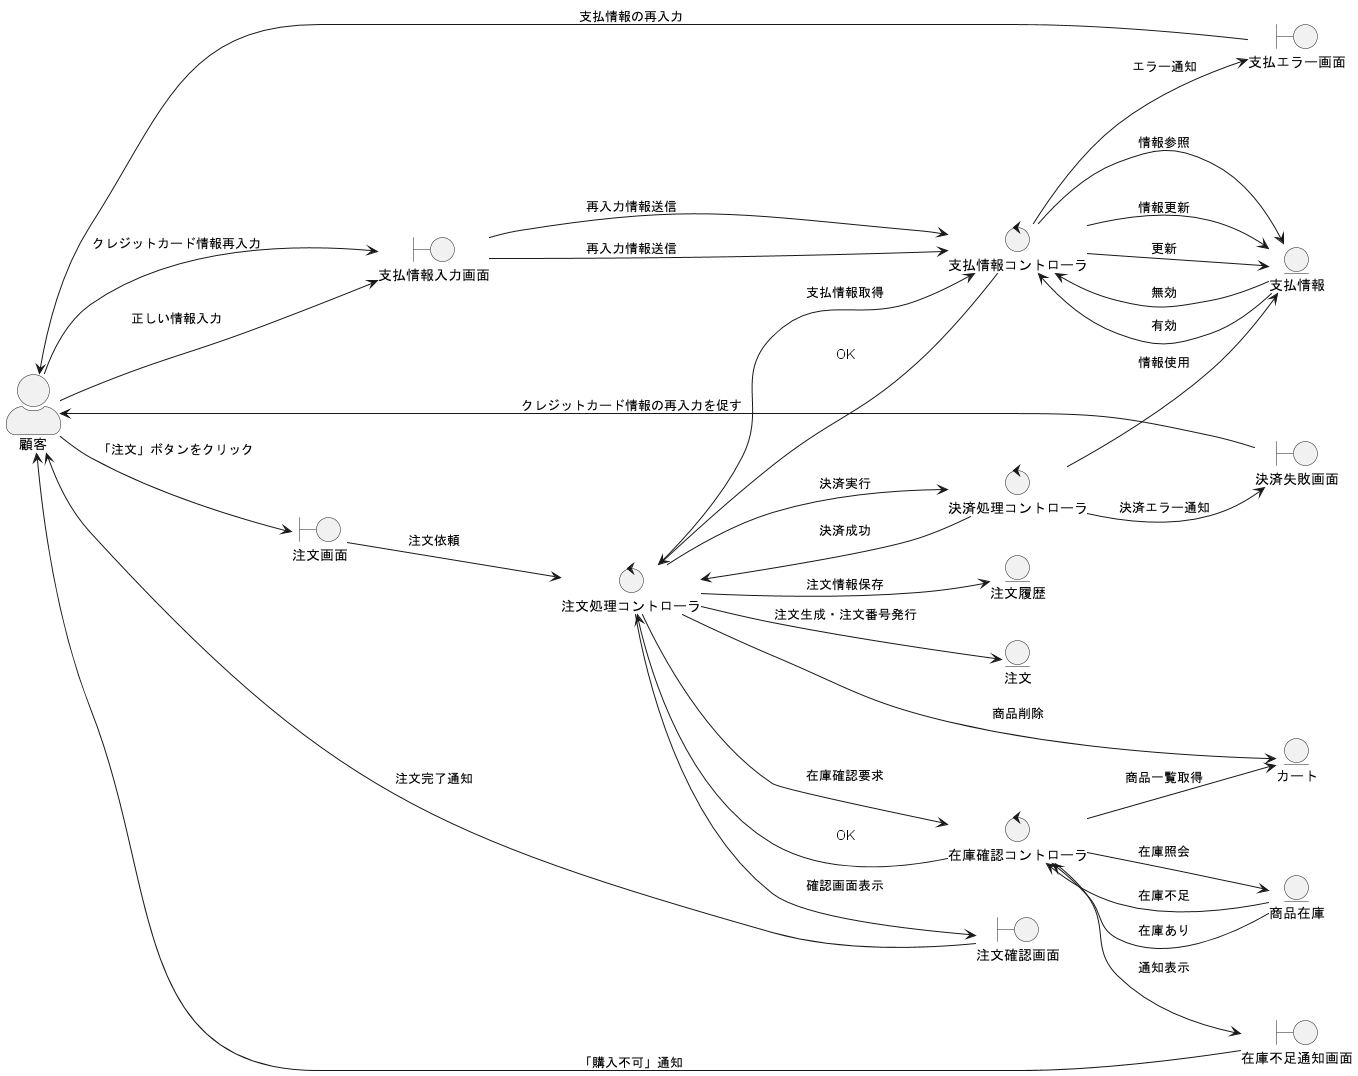 支払情報の再入力
支払エラー画面
エラー通知
情報参照
再入力情報送信
情報更新
クレジットカード情報再入力
再入力情報送信
更新
支払情報入力画面
支払情報コントローラ
支払情報
支払情報取得
無効
正しい情報入力
有効
OK
情報使用
クレジットカード情報の再入力を促す
顧客
「注文」ボタンをクリック
決済失敗画面
決済実行
決済処理コントローラ
決済エラー通知
決済成功
注文依頼
注文画面
注文情報保存
注文履歴
注文処理コントローラ
注文生成・注文番号発行
注文
商品削除
注文完了通知
在庫確認要求
商品一覧取得
カート
OK
在庫確認コントローラ
在庫照会
確認画面表示
在庫不足
商品在庫
在庫あり
注文確認画面
通知表示
在庫不足通知画面
「購入不可」通知